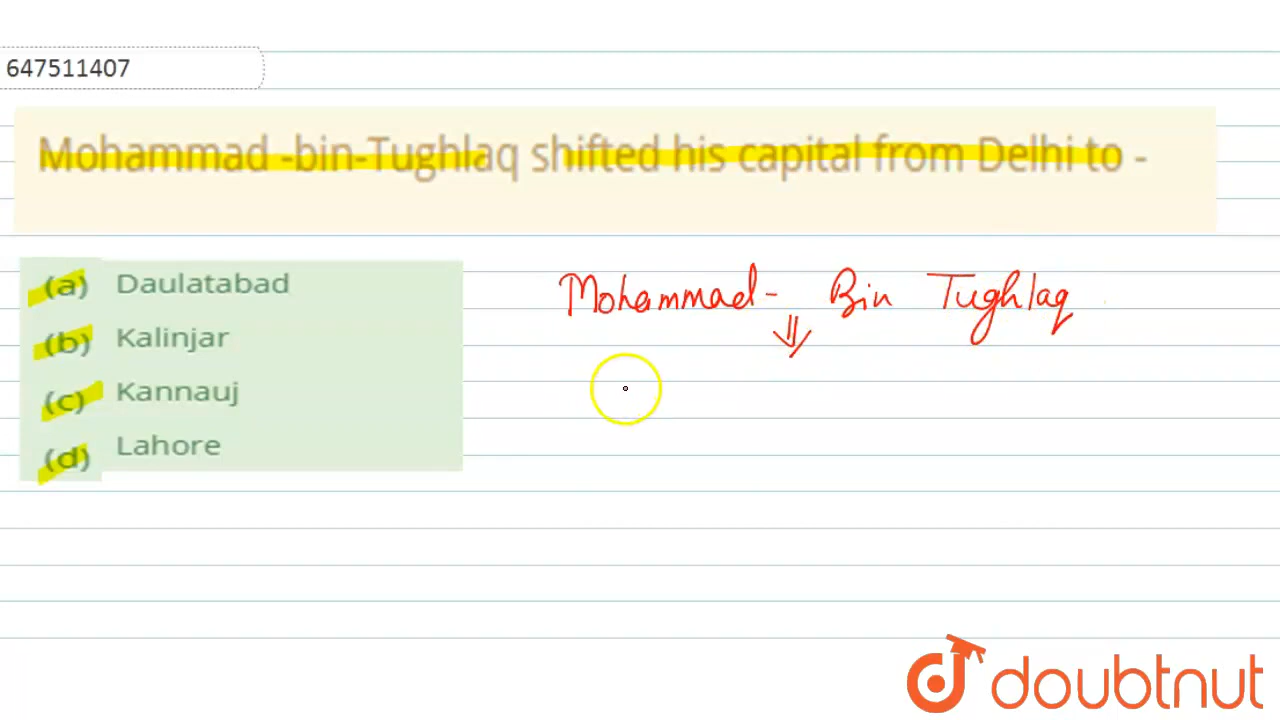 647511407
Mohammad -bin-Tughlaq shifted his capital from Delhi to -
(a) Daulatabad
(b) Kalinjar
(c) Kannauj
(d) Lahore
Mohammad- Bin Tughlaq
doubtnut